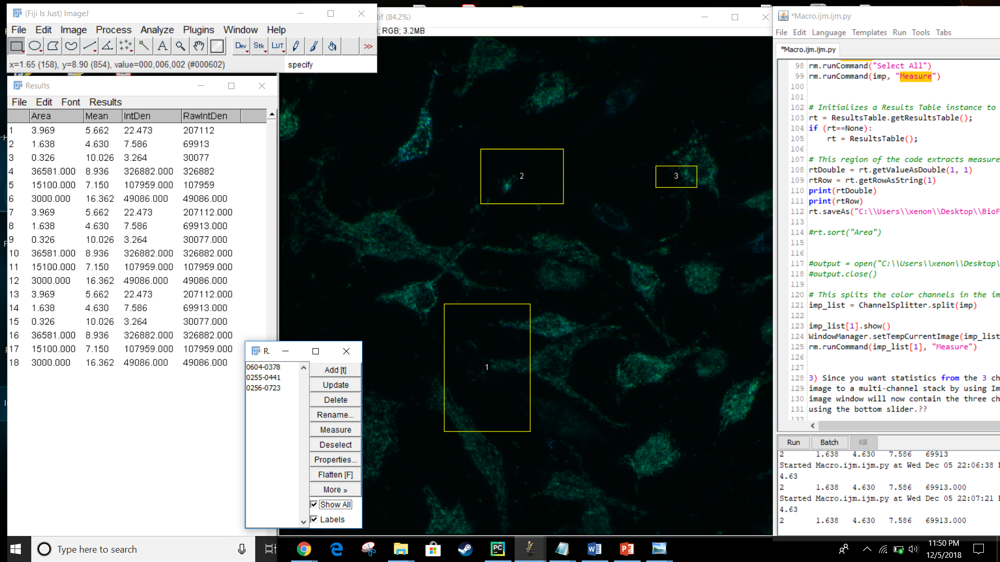 (Fiji Is Just) ImageJ
File Edit Image Process Analyze Plugins Window Help
A Dev Stk LUT >>
x=1.65 (158), y=8.90 (854), value=000,006,002 (#000602)
specify
tif (84.2%)
; RGB; 3.2MB
Results
File Edit Font Results
Area Mean IntDen RawIntDen
1 3.969 5.662 22.473 207112
2 1.638 4.630 7.586 69913
3 0.326 10.026 3.264 30077
4 36581.000 8.936 326882.000 326882
5 15100.000 7.150 107959.000 107959
6 3000.000 16.362 49086.000 49086.000
7 3.969 5.662 22.473 207112.000
8 1.638 4.630 7.586 69913.000
9 0.326 10.026 3.264 30077.000
10 36581.000 8.936 326882.000 326882.000
11 15100.000 7.150 107959.000 107959.000
12 3000.000 16.362 49086.000 49086.000
13 3.969 5.662 22.473 207112.000
14 1.638 4.630 7.586 69913.000
15 0.326 10.026 3.264 30077.000
16 36581.000 8.936 326882.000 326882.000
17 15100.000 7.150 107959.000 107959.000
18 3000.000 16.362 49086.000 49086.000
2
3
1
R.
0604-0378
0255-0441
0256-0723
Add [t]
Update
Delete
Rename...
Measure
Deselect
Properties...
Flatten [F]
More »
Show All
Labels
*Macro.ijm.ijm.py
File Edit Language Templates Run Tools Tabs
*Macro.ijm.ijm.py
98 rm.runCommand("Select All")
99 rm.runCommand(imp, "Measure")
100
101
102 # Initializes a Results Table instance to
103 rt = ResultsTable.getResultsTable();
104 if (rt==None):
105 rt = ResultsTable();
106
107 # This region of the code extracts measure
108 rtDouble = rt.getValueAsDouble(1, 1)
109 rtRow = rt.getRowAsString(1)
110 print(rtDouble)
111 print(rtRow)
112 rt.saveAs("C:\\Users\\xenon\\Desktop\\BioF
113
114 #rt.sort("Area")
115
116
117 #output = open("C:\\Users\\xenon\\Desktop\
118 #output.close()
119
120 # This splits the color channels in the im
121 imp_list = ChannelSplitter.split(imp)
122
123 imp_list[1].show()
124 WindowManager.setTempCurrentImage(imp_list
125 rm.runCommand(imp_list[1], "Measure")
126
127
128 3) Since you want statistics from the 3 ch
129 image to a multi-channel stack by using Im
130 image window will now contain the three ch
131 using the bottom slider.??
132
Run Batch Kill
2 1.638 4.630 7.586 69913
Started Macro.ijm.ijm.py at Wed Dec 05 22:06:38 E
4.63
2 1.638 4.630 7.586 69913.000
Started Macro.ijm.ijm.py at Wed Dec 05 22:07:21 E
4.63
2 1.638 4.630 7.586 69913.000
Type here to search
PC
11:50 PM
12/5/2018